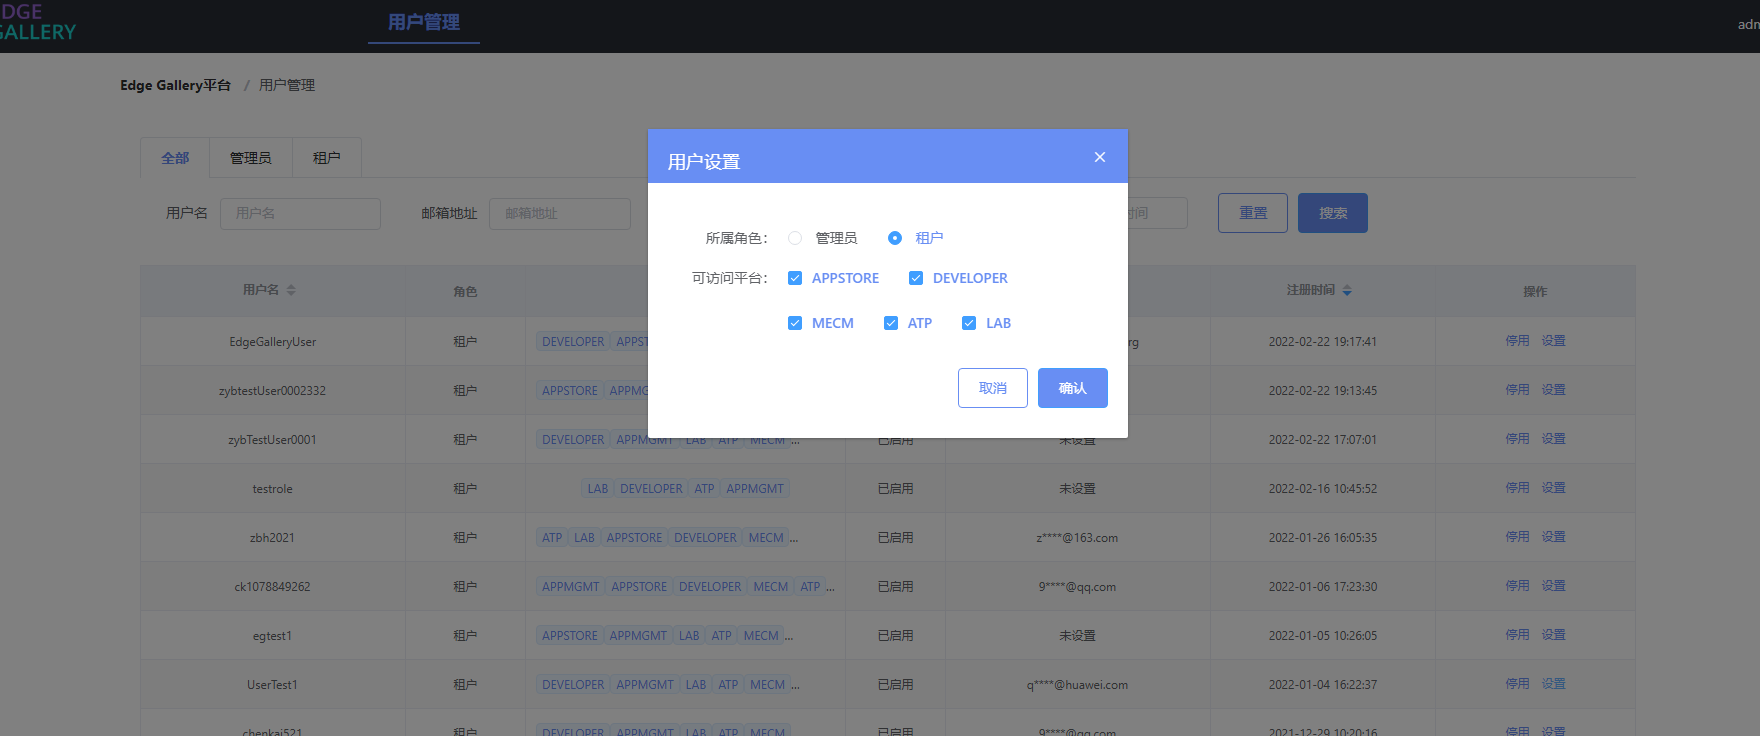 EDGE
GALLERY
用户管理
Edge Gallery平台 / 用户管理
全部 管理员 租户
用户名 用户名 邮箱地址 邮箱地址 时间 重置 搜索
用户设置
所属角色： 管理员 租户
可访问平台： APPSTORE DEVELOPER
MECM ATP LAB
取消 确认
用户名 角色 注册时间 操作
EdgeGalleryUser 租户 DEVELOPER rg 2022-02-22 19:17:41 停用 设置
zybtestUser0002332 租户 APPSTORE 2022-02-22 19:13:45 停用 设置
zybTestUser0001 租户 DEVELOPER APPMGMT LAB ATP MECM ... 已启用 未设置 2022-02-22 17:07:01 停用 设置
testrole 租户 LAB DEVELOPER ATP APPMGMT 已启用 未设置 2022-02-16 10:45:52 停用 设置
zbh2021 租户 ATP LAB APPSTORE DEVELOPER MECM ... 已启用 z****@163.com 2022-01-26 16:05:35 停用 设置
ck1078849262 租户 APPMGMT APPSTORE DEVELOPER MECM ATP ... 已启用 9****@qq.com 2022-01-06 17:23:30 停用 设置
egtest1 租户 APPSTORE APPMGMT LAB ATP MECM ... 已启用 未设置 2022-01-05 10:26:05 停用 设置
UserTest1 租户 DEVELOPER APPMGMT LAB ATP MECM ... 已启用 q****@huawei.com 2022-01-04 16:22:37 停用 设置
chenkai521 租户 DEVELOPER APPMGMT LAB ATP MECM 已启用 9****@qq.com 2021-12-29 10:20:16 停用 设置